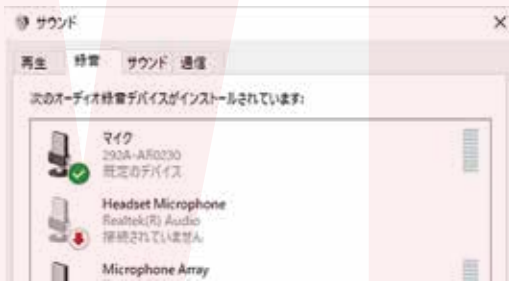 サウンド
再生 録音 サウンド 通信
次のオーディオ録音デバイスがインストールされています:
マイク
292A-AR0230
既定のデバイス
Headset Microphone
Realtek(R) Audio
接続されていません
Microphone Array